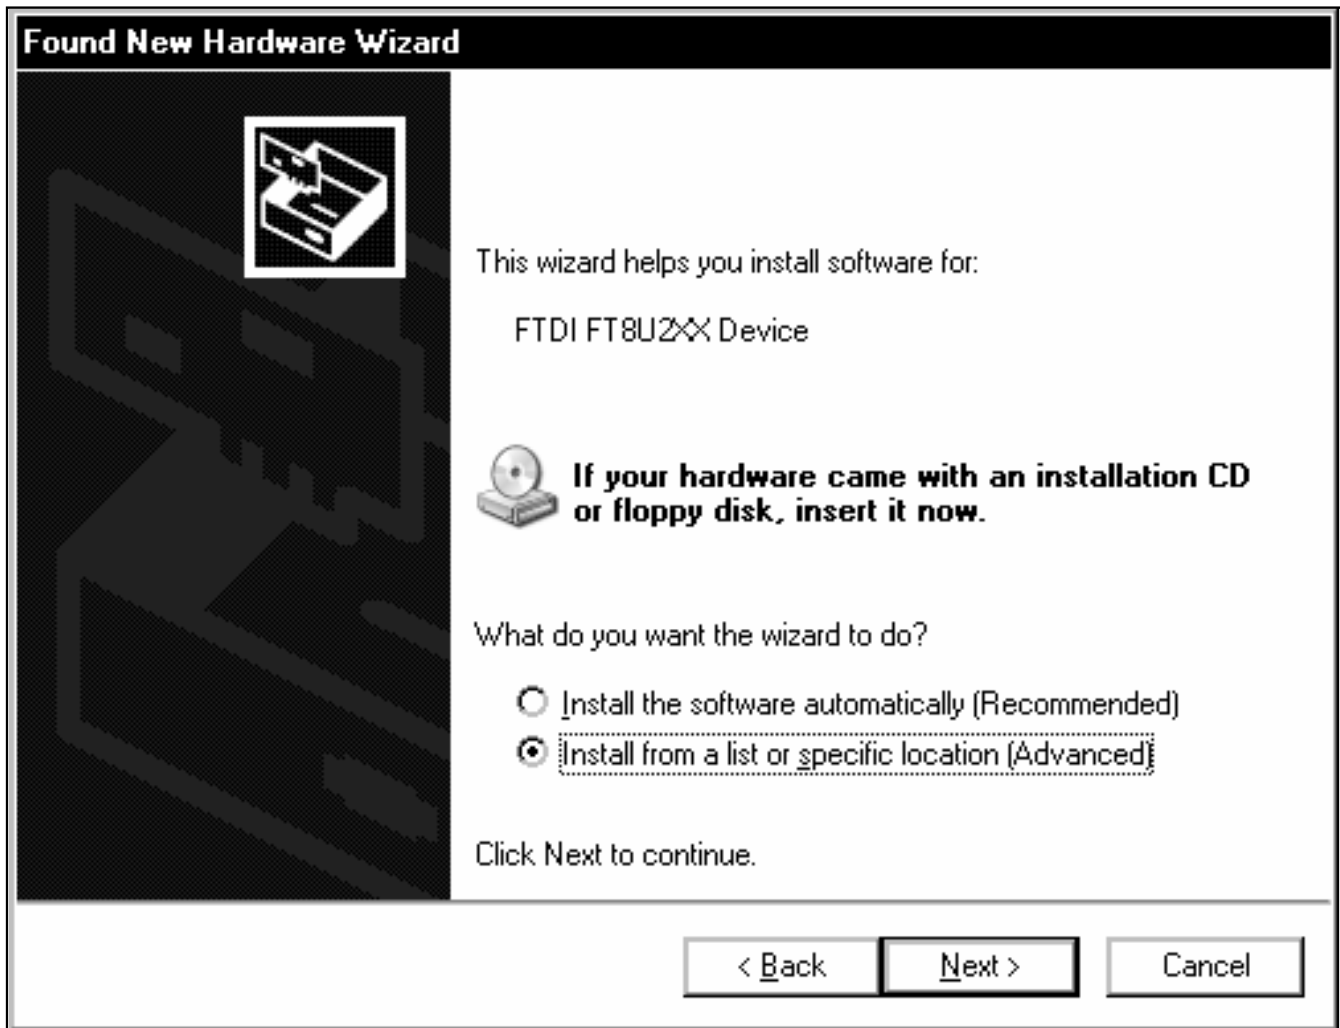 Found New Hardware Wizard
This wizard helps you install software for:
FTDI FT8U2XX Device
If your hardware came with an installation CD
or floppy disk, insert it now.
What do you want the wizard to do?
Install the software automatically (Recommended)
Install from a list or specific location (Advanced)
Click Next to continue.
< Back Next > Cancel